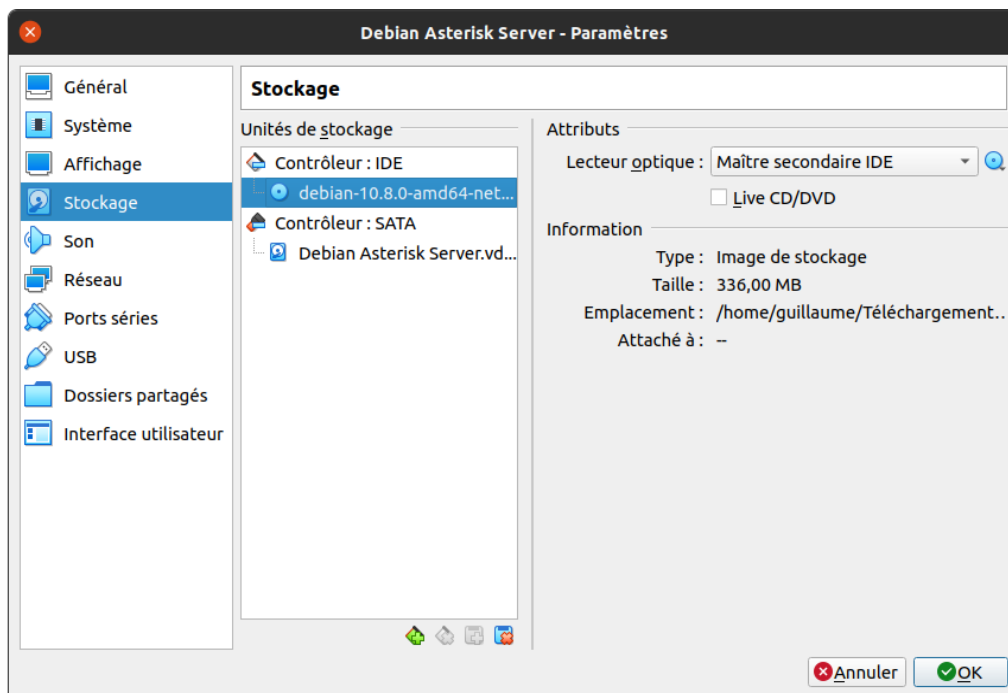 Debian Asterisk Server - Paramètres
Général
Système
Affichage
Stockage
Son
Réseau
Ports séries
USB
Dossiers partagés
Interface utilisateur
Stockage
Unités de stockage
Contrôleur : IDE
debian-10.8.0-amd64-net...
Contrôleur : SATA
Debian Asterisk Server.vd...
Attributs
Lecteur optique : Maître secondaire IDE
Live CD/DVD
Information
Type : Image de stockage
Taille : 336,00 MB
Emplacement : /home/guillaume/Téléchargement...
Attaché à : --
Annuler OK